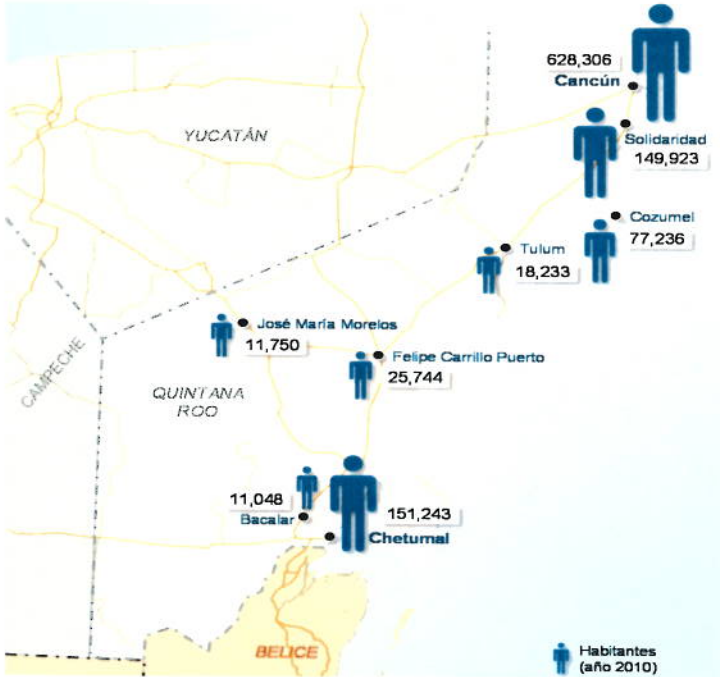 628,306
Cancún
YUCATÁN
Solidaridad
149,923
Cozumel
77,236
Tulum
18,233
José María Morelos
11,750
Felipe Carrillo Puerto
25,744
CAMPECHE
QUINTANA
ROO
11,048
Bacalar
151,243
Chetumal
BELICE
Habitantes
(año 2010)